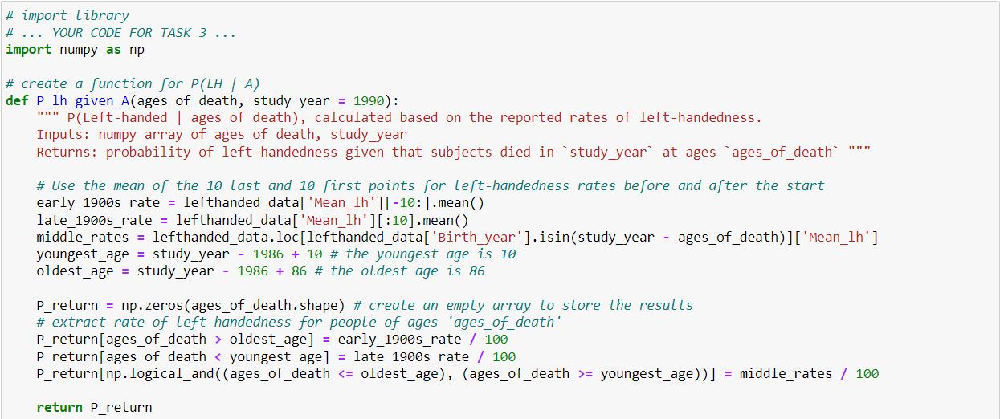 # import library
# ... YOUR CODE FOR TASK 3 ...
import numpy as np
# create a function for P(LH | A)
def P_lh_given_A(ages_of_death, study_year = 1990):
""" P(Left-handed | ages of death), calculated based on the reported rates of left-handedness.
Inputs: numpy array of ages of death, study_year
Returns: probability of left-handedness given that subjects died in `study_year` at ages `ages_of_death` """
# Use the mean of the 10 last and 10 first points for left-handedness rates before and after the start
early_1900s_rate = lefthanded_data['Mean_lh'][-10:].mean()
late_1900s_rate = lefthanded_data['Mean_lh'][:10].mean()
middle_rates = lefthanded_data.loc[lefthanded_data['Birth_year'].isin(study_year - ages_of_death)]['Mean_lh']
youngest_age = study_year - 1986 + 10 # the youngest age is 10
oldest_age = study_year - 1986 + 86 # the oldest age is 86
P_return = np.zeros(ages_of_death.shape) # create an empty array to store the results
# extract rate of left-handedness for people of ages 'ages_of_death'
P_return[ages_of_death > oldest_age] = early_1900s_rate / 100
P_return[ages_of_death < youngest_age] = late_1900s_rate / 100
P_return[np.logical_and((ages_of_death <= oldest_age), (ages_of_death >= youngest_age))] = middle_rates / 100
return P_return